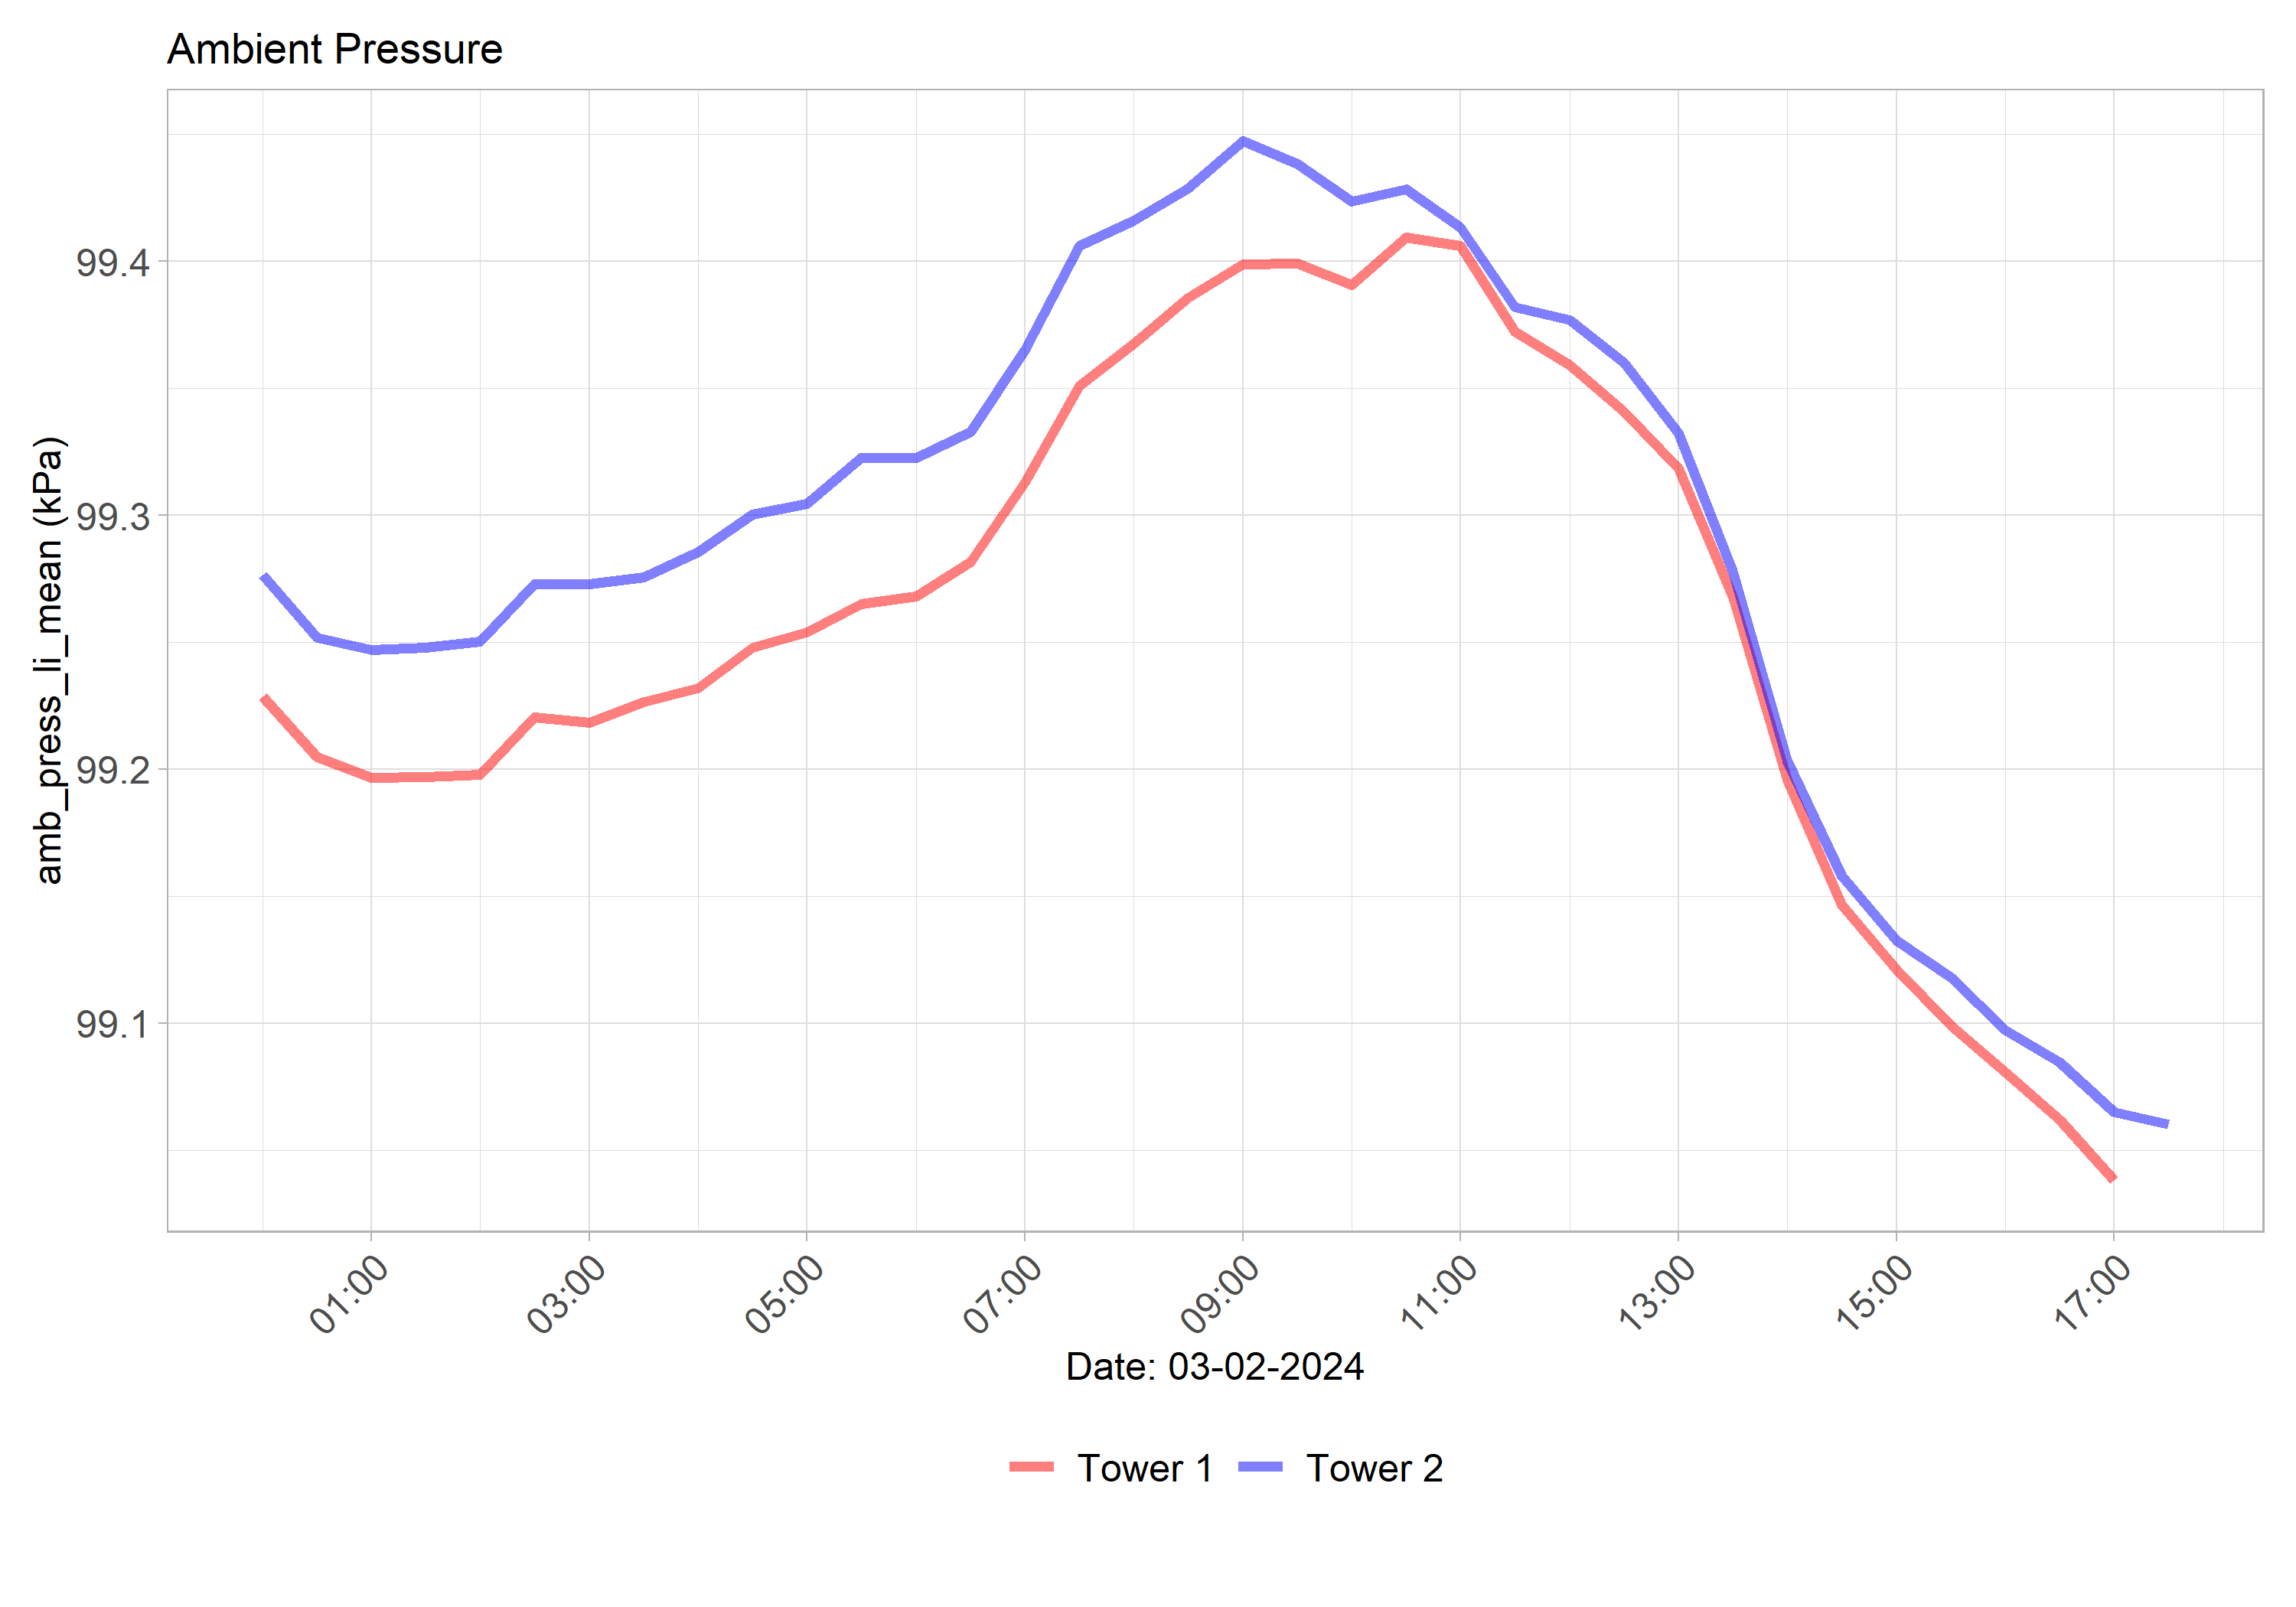 Ambient Pressure
amb_press_li_mean (kPa)
99.4
99.3
99.2
99.1
01:00 03:00 05:00 07:00 09:00 11:00 13:00 15:00 17:00
Date: 03-02-2024
Tower 1 Tower 2